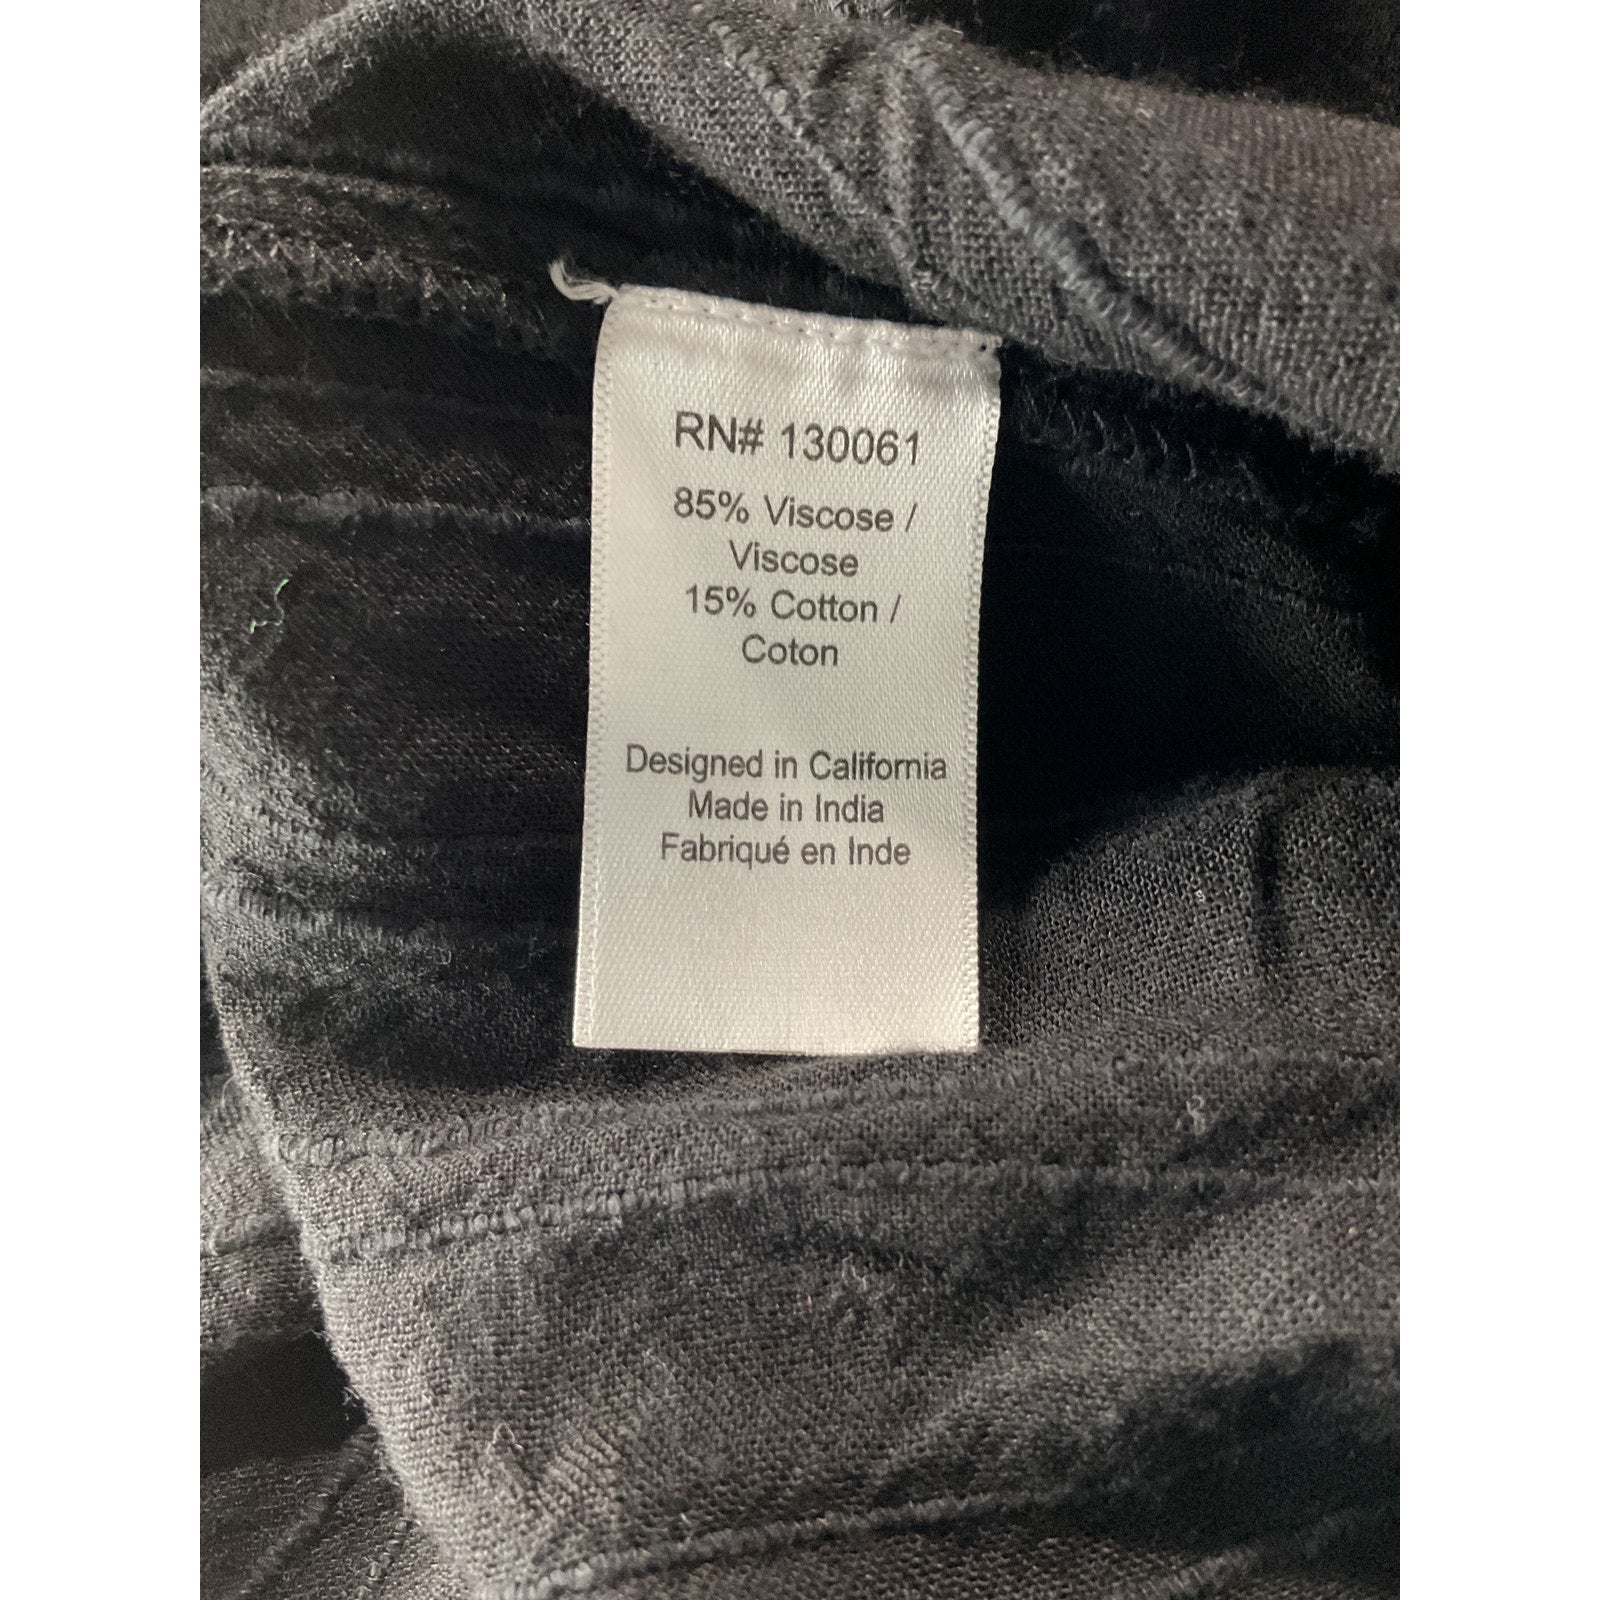 RN# 130061
85% Viscose /
Viscose
15% Cotton /
Coton
Designed in California
Made in India
Fabriqué en Inde